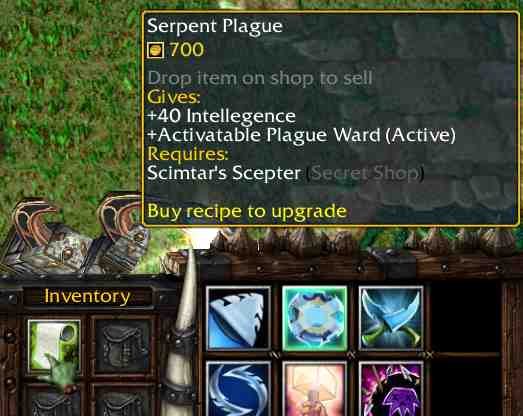 Serpent Plague
700
Drop item on shop to sell
Gives:
+40 Intellegence
+Activatable Plague Ward (Active)
Requires:
Scimtar's Scepter (Secret Shop)
Buy recipe to upgrade
Inventory